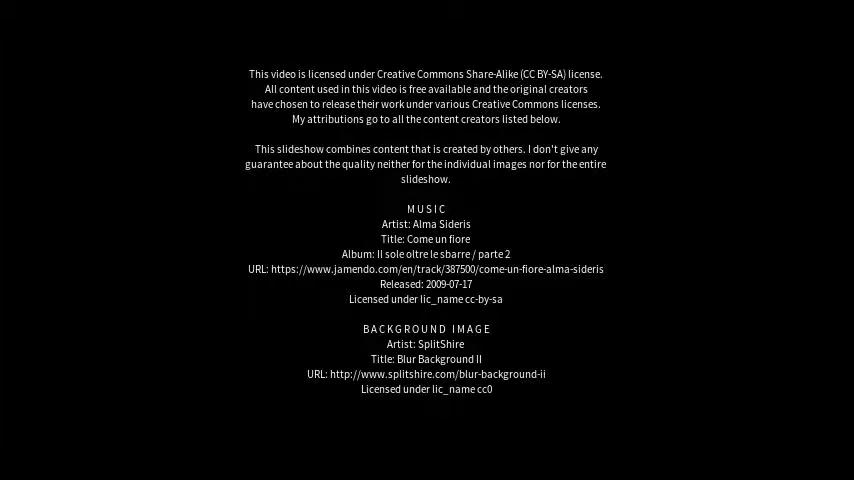 This video is licensed under Creative Commons Share-Alike (CC BY-SA) license.
All content used in this video is free available and the original creators
have chosen to release their work under various Creative Commons licenses.
My attributions go to all the content creators listed below.
This slideshow combines content that is created by others. I don't give any
guarantee about the quality neither for the individual images nor for the entire
slideshow.
MUSIC
Artist: Alma Sideris
Title: Come un fiore
Album: Il sole oltre le sbarre / parte 2
URL: https://www.jamendo.com/en/track/387500/come-un-fiore-alma-sideris
Released: 2009-07-17
Licensed under lic_name cc-by-sa
BACKGROUND IMAGE
Artist: SplitShire
Title: Blur Background II
URL: http://www.splitshire.com/blur-background-ii
Licensed under lic_name cc0